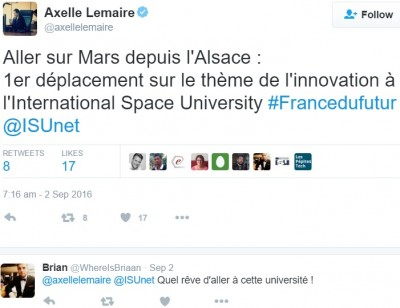 Axelle Lemaire
@axellelemaire
Follow
Aller sur Mars depuis l'Alsace :
1er déplacement sur le thème de l'innovation à
l'International Space University #Francedufutur
@ISUnet
RETWEETS LIKES
8 17
7:16 am - 2 Sep 2016
8 17
Brian @WhereIsBriaan · Sep 2
@axellelemaire @ISUnet Quel rêve d'aller à cette université !